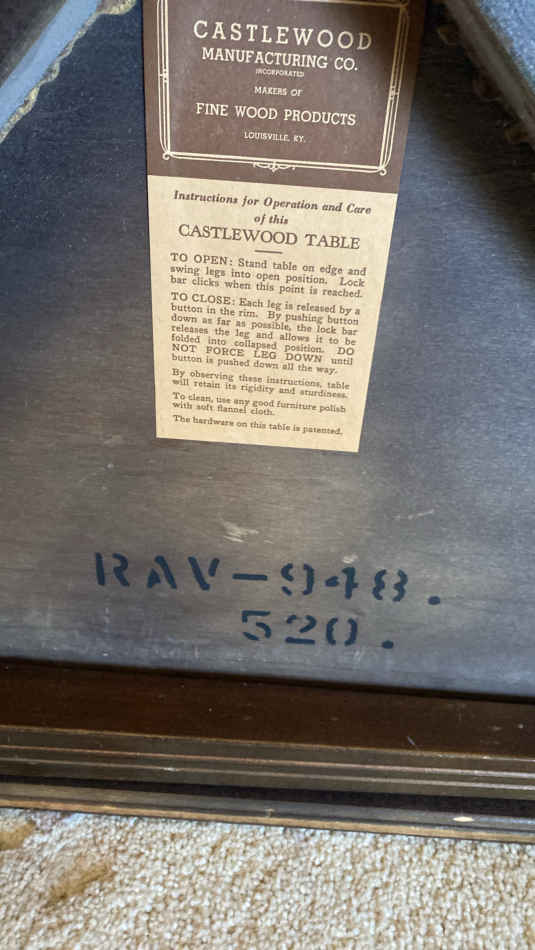 CASTLEWOOD
MANUFACTURING CO.
INCORPORATED
MAKERS OF
FINE WOOD PRODUCTS
LOUISVILLE, KY.
Instructions for Operation and Care
of this
CASTLEWOOD TABLE
TO OPEN: Stand table on edge and
swing legs into open position. Lock
bar clicks when this point is reached.
TO CLOSE: Each leg is released by a
button in the rim. By pushing button
down as far as possible, the lock bar
releases the leg and allows it to be
folded into collapsed position. DO
NOT FORCE LEG DOWN until
button is pushed down all the way.
By observing these instructions, table
will retain its rigidity and sturdiness.
To clean, use any good furniture polish
with soft flannel cloth.
The hardware on this table is patented.
RAV-948.
520.